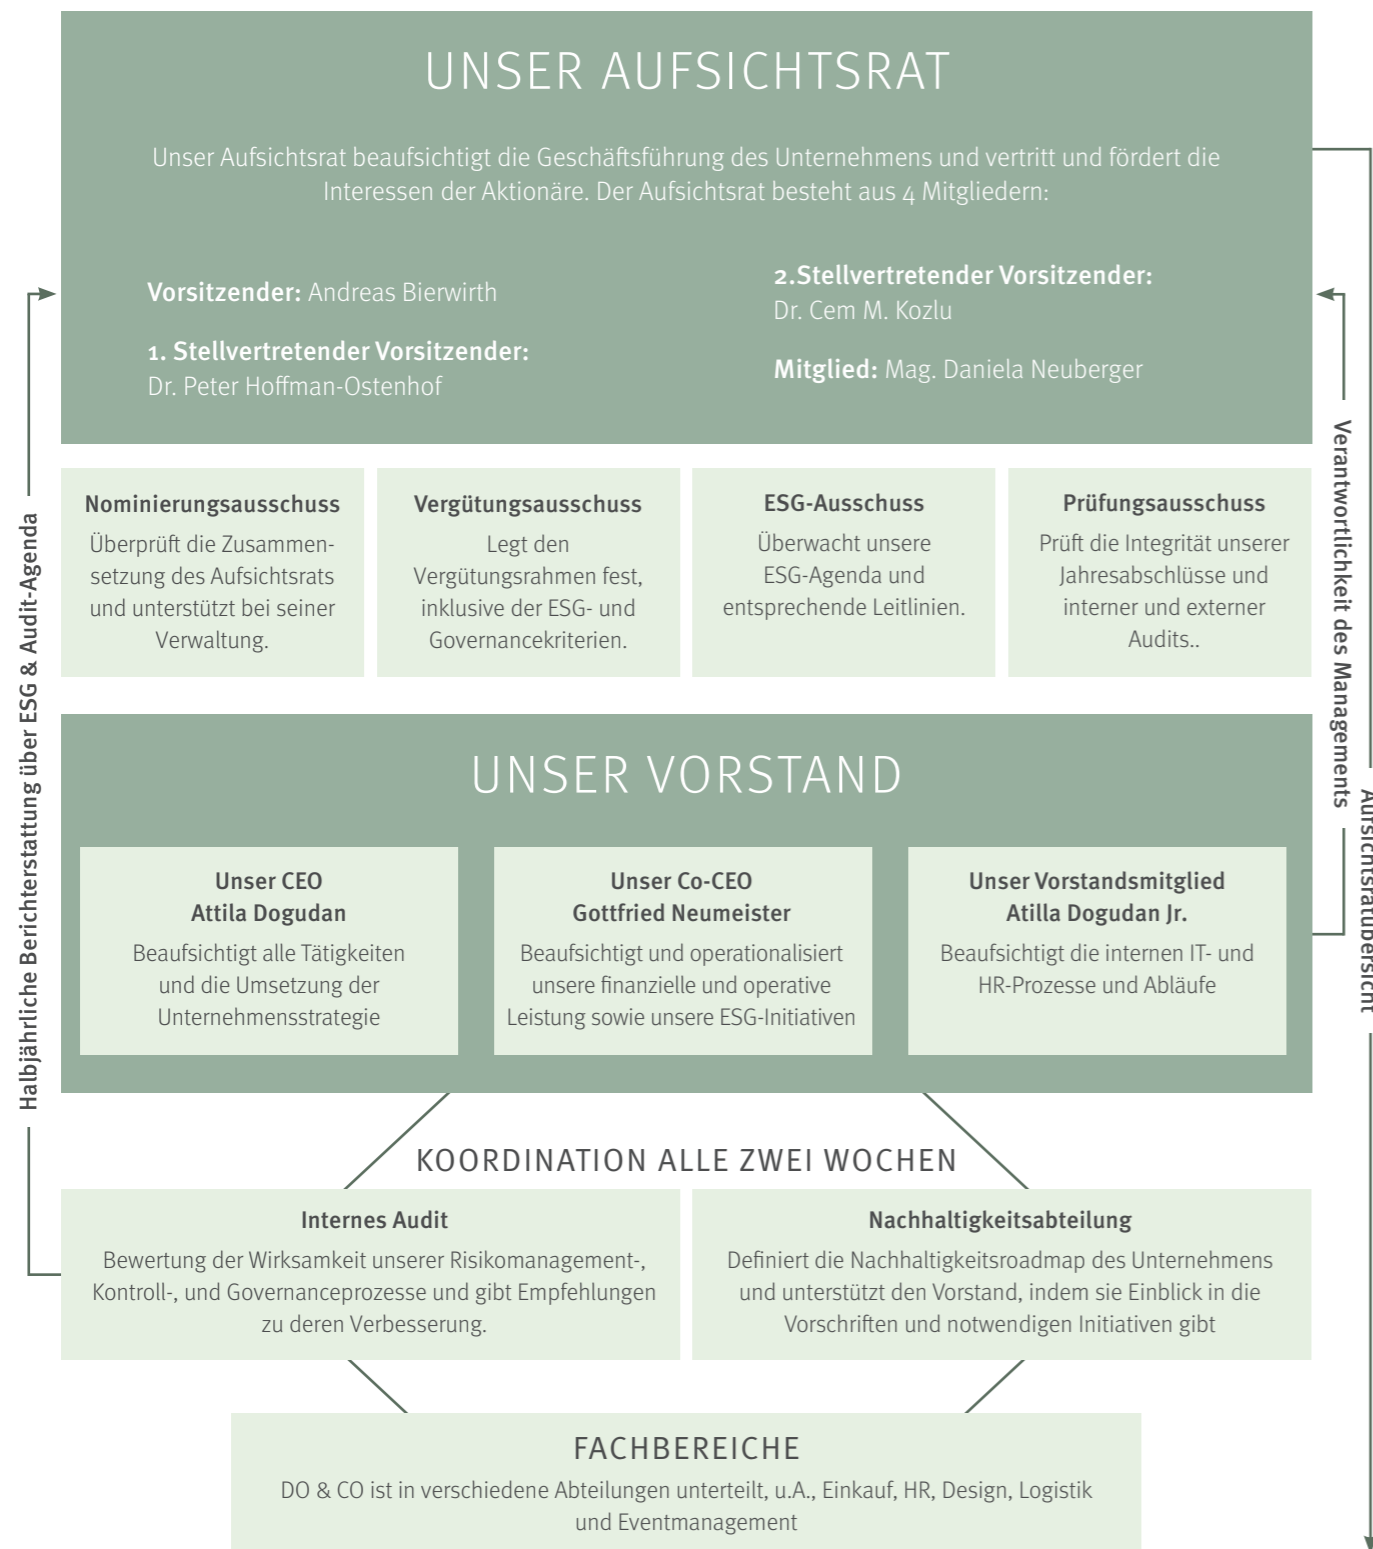 UNSER AUFSICHTSRAT
Unser Aufsichtsrat beaufsichtigt die Geschäftsführung des Unternehmens und vertritt und fördert die
Interessen der Aktionäre. Der Aufsichtsrat besteht aus 4 Mitgliedern:
Vorsitzender: Andreas Bierwirth
1. Stellvertretender Vorsitzender:
Dr. Peter Hoffman-Ostenhof
2.Stellvertretender Vorsitzender:
Dr. Cem M. Kozlu
Mitglied: Mag. Daniela Neuberger
Nominierungsausschuss
Überprüft die Zusammen-
setzung des Aufsichtsrats
und unterstützt bei seiner
Verwaltung.
Vergütungsausschuss
Legt den
Vergütungsrahmen fest,
inklusive der ESG- und
Governancekriterien.
ESG-Ausschuss
Überwacht unsere
ESG-Agenda und
entsprechende Leitlinien.
Prüfungsausschuss
Prüft die Integrität unserer
Jahresabschlüsse und
interner und externer
Audits..
UNSER VORSTAND
Unser CEO
Attila Dogudan
Beaufsichtigt alle Tätigkeiten
und die Umsetzung der
Unternehmensstrategie
Unser Co-CEO
Gottfried Neumeister
Beaufsichtigt und operationalisiert
unsere finanzielle und operative
Leistung sowie unsere ESG-Initiativen
Unser Vorstandsmitglied
Atilla Dogudan Jr.
Beaufsichtigt die internen IT- und
HR-Prozesse und Abläufe
KOORDINATION ALLE ZWEI WOCHEN
Internes Audit
Bewertung der Wirksamkeit unserer Risikomanagement-,
Kontroll-, und Governanceprozesse und gibt Empfehlungen
zu deren Verbesserung.
Nachhaltigkeitsabteilung
Definiert die Nachhaltigkeitsroadmap des Unternehmens
und unterstützt den Vorstand, indem sie Einblick in die
Vorschriften und notwendigen Initiativen gibt
FACHBEREICHE
DO & CO ist in verschiedene Abteilungen unterteilt, u.A., Einkauf, HR, Design, Logistik
und Eventmanagement
Halbjährliche Berichterstattung über ESG & Audit-Agenda
Verantwortlichkeit des Managements
Aufsichtsratübersicht